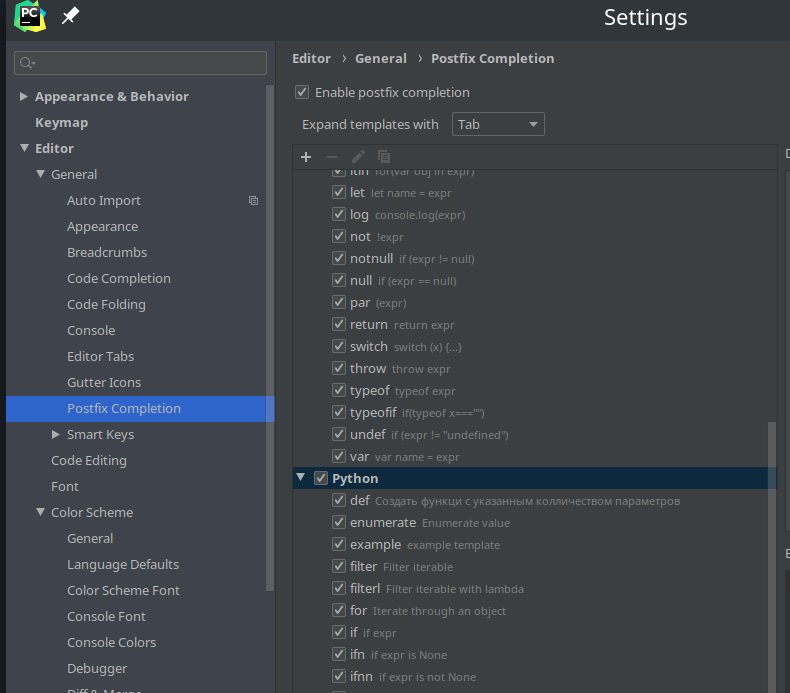 PC
Settings
Editor › General › Postfix Completion
Enable postfix completion
Expand templates with Tab
Appearance & Behavior
Keymap
Editor
General
Auto Import
Appearance
Breadcrumbs
Code Completion
Code Folding
Console
Editor Tabs
Gutter Icons
Postfix Completion
Smart Keys
Code Editing
Font
Color Scheme
General
Language Defaults
Color Scheme Font
Console Font
Console Colors
Debugger
Diff & Merge
itin for(var obj in expr)
let let name = expr
log console.log(expr)
not !expr
notnull if (expr != null)
null if (expr == null)
par (expr)
return return expr
switch switch (x) {...}
throw throw expr
typeof typeof expr
typeofif if(typeof x==="")
undef if (expr != "undefined")
var var name = expr
Python
def Создать функци с указанным колличеством параметров
enumerate Enumerate value
example example template
filter Filter iterable
filterl Filter iterable with lambda
for Iterate through an object
if if expr
ifn if expr is None
ifnn if expr is not None